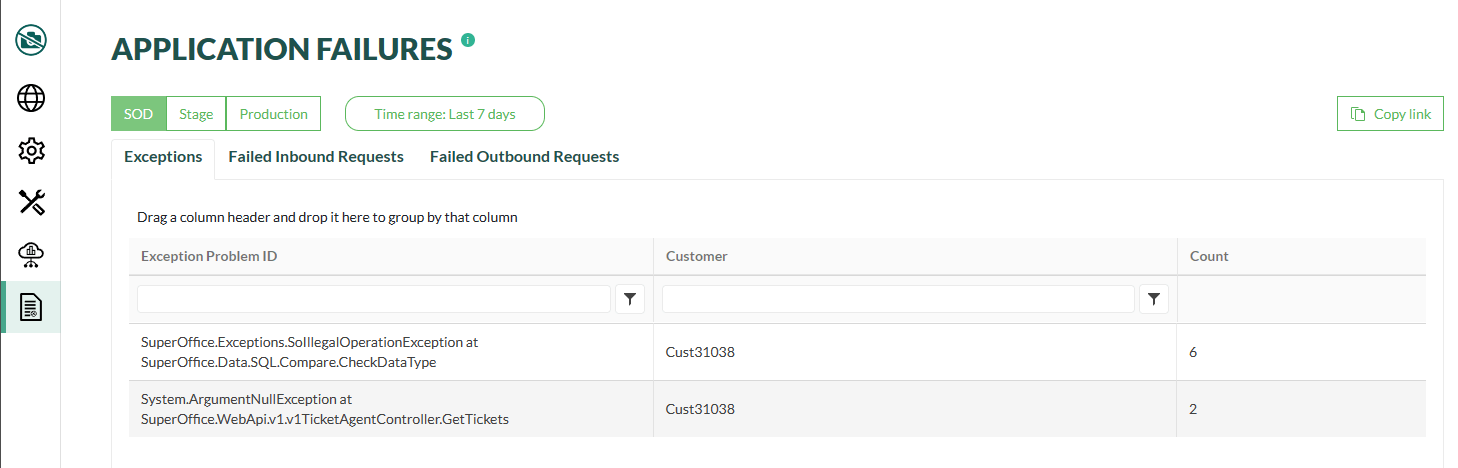 APPLICATION FAILURES i
SOD Stage Production Time range: Last 7 days Copy link
Exceptions Failed Inbound Requests Failed Outbound Requests
Drag a column header and drop it here to group by that column
Exception Problem ID Customer Count
SuperOffice.Exceptions.SoIllegalOperationException at
SuperOffice.Data.SQL.Compare.CheckDataType
Cust31038
6
System.ArgumentNullException at
SuperOffice.WebApi.v1.v1TicketAgentController.GetTickets
Cust31038
2